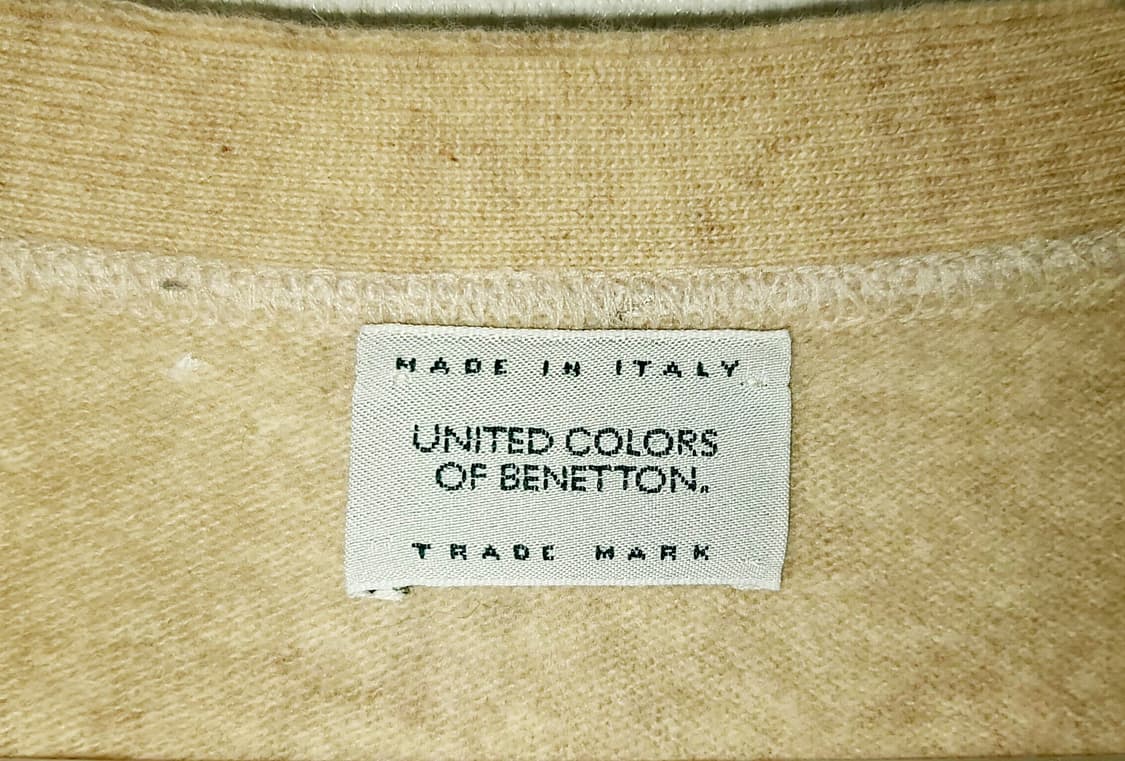 MADE IN ITALY
UNITED COLORS
OF BENETTON.
TRADE MARK